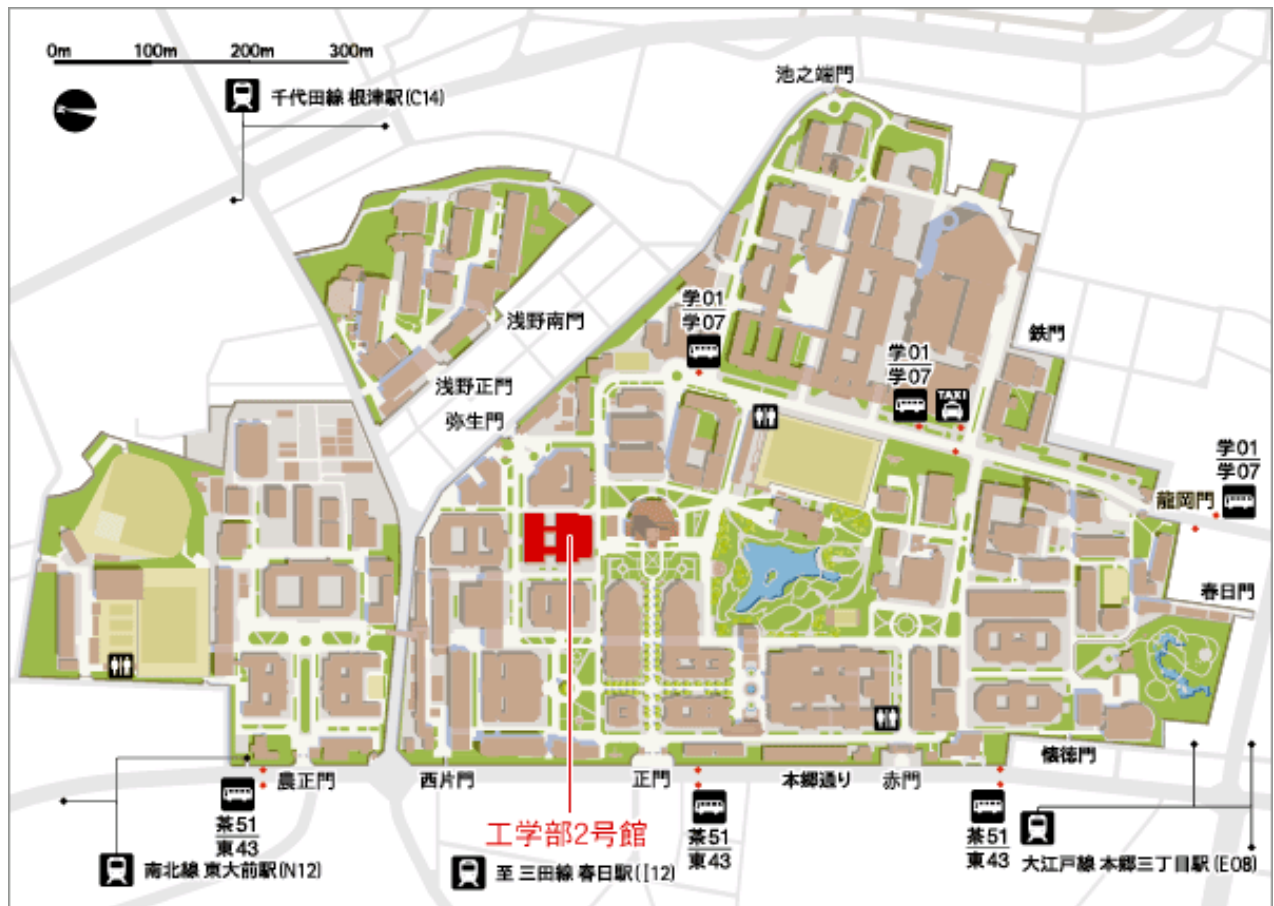 0m 100m 200m 300m
池之端門
千代田線 根津駅(C14)
学01
学07
浅野南門
鉄門
学01
学07
TAXI
浅野正門
弥生門
学01
学07
龍岡門
春日門
懐徳門
農正門
西片門
正門
本郷通り
赤門
茶51
東43
工学部2号館
茶51
東43
茶51
東43
南北線 東大前駅(N12)
至 三田線 春日駅(I12)
大江戸線 本郷三丁目駅(E08)